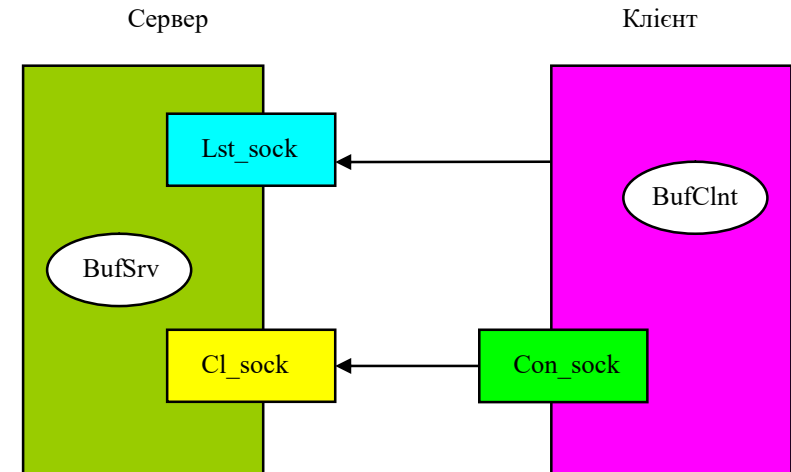 Сервер
Клієнт
Lst_sock
BufClnt
BufSrv
Cl_sock
Con_sock